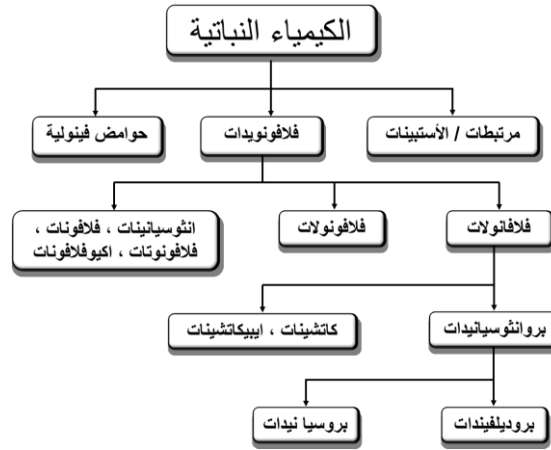 الكيمياء النباتية
مرتبطات / الأستبينات
فلافونويدات
حوامض فينولية
فلافانولات
فلافونولات
انثوسيانينات ، فلافونات ،
فلافونوتات ، اكيوفلافونات
بروانثوسيانيدات
كاتشينات ، ايبيكاتشينات
بروديلفيندات
بروسيا نيدات